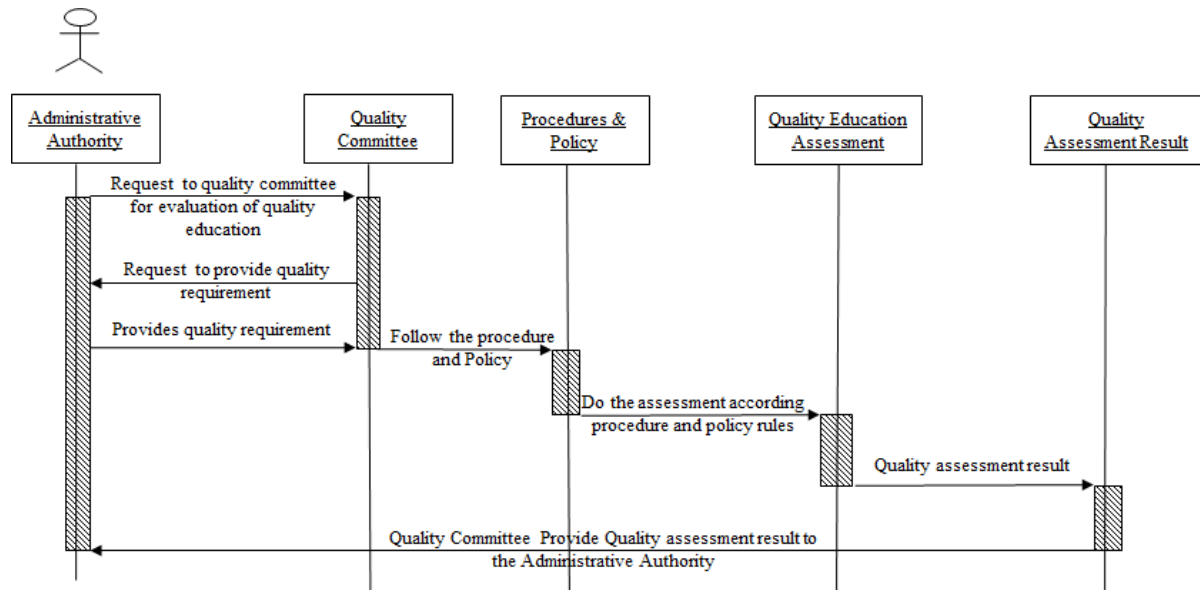 Administrative
Authority
Quality
Committee
Procedures &
Policy
Quality Education
Assessment
Quality
Assessment Result
Request to quality committee
for evaluation of quality
education
Request to provide quality
requirement
Provides quality requirement
Follow the procedure
and Policy
Do the assessment according
procedure and policy rules
Quality assessment result
Quality Committee Provide Quality assessment result to
the Administrative Authority